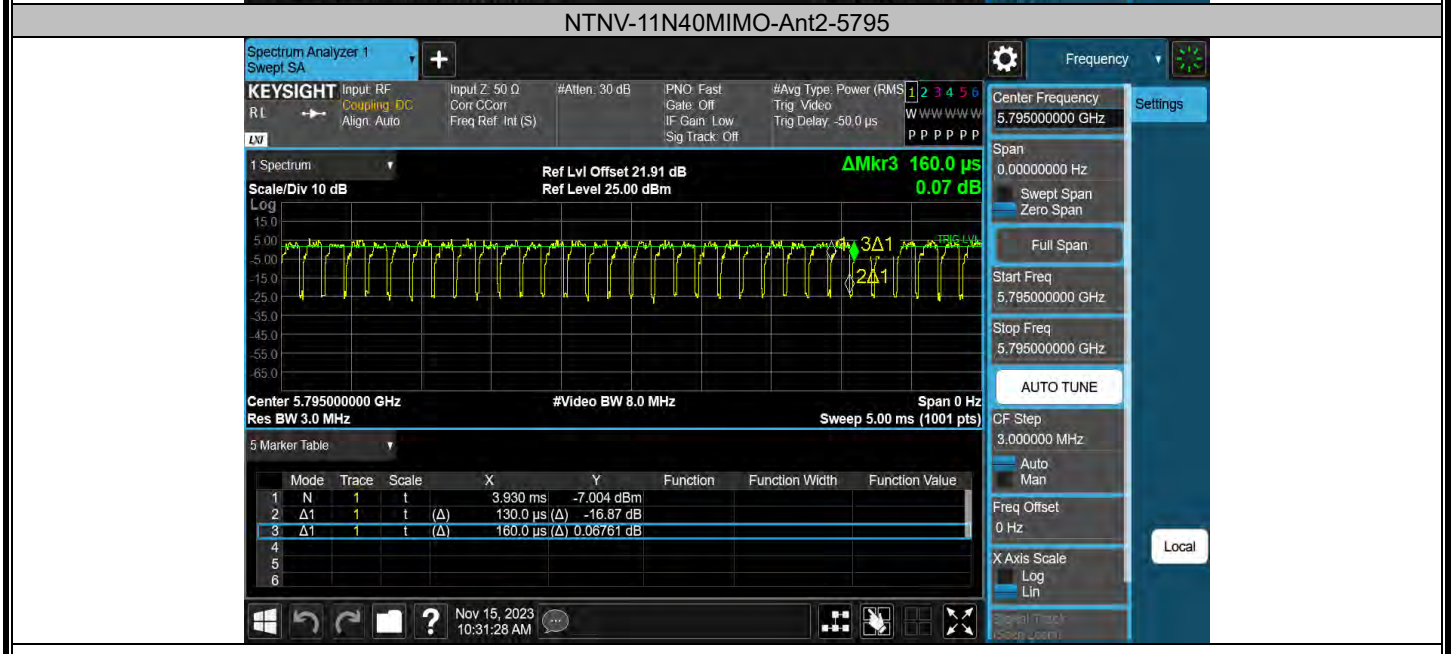 NTNV-11N40MIMO-Ant2-5795
Spectrum Analyzer 1
Swept SA
+
Frequency
KEYSIGHT
Input: RF
Coupling: DC
Align: Auto
RL
LXI
Input Z: 50 Ω
Corr CCorr
Freq Ref: Int (S)
#Atten: 30 dB
PNO: Fast
Gate: Off
IF Gain: Low
Sig Track: Off
#Avg Type: Power (RMS
Trig: Video
Trig Delay: -50.0 µs
1 2 3 4 5 6
W W W W W W
P P P P P P
Center Frequency
5.795000000 GHz
Settings
Span
0.00000000 Hz
Swept Span
Zero Span
Full Span
Start Freq
5.795000000 GHz
Stop Freq
5.795000000 GHz
AUTO TUNE
CF Step
3.000000 MHz
Auto
Man
Freq Offset
0 Hz
X Axis Scale
Log
Lin
Local
1 Spectrum
Scale/Div 10 dB
Ref Lvl Offset 21.91 dB
Ref Level 25.00 dBm
ΔMkr3 160.0 µs
0.07 dB
Log
15.0
5.00
-5.00
-15.0
-25.0
-35.0
-45.0
-55.0
-65.0
3Δ1
2Δ1
TRIG LVL
Center 5.795000000 GHz
Res BW 3.0 MHz
#Video BW 8.0 MHz
Span 0 Hz
Sweep 5.00 ms (1001 pts)
5 Marker Table
Mode Trace Scale X Y Function Function Width Function Value
1 N 1 t 3.930 ms -7.004 dBm
2 Δ1 1 t (Δ) 130.0 µs (Δ) -16.87 dB
3 Δ1 1 t (Δ) 160.0 µs (Δ) 0.06761 dB
4
5
6
?
Nov 15, 2023
10:31:28 AM